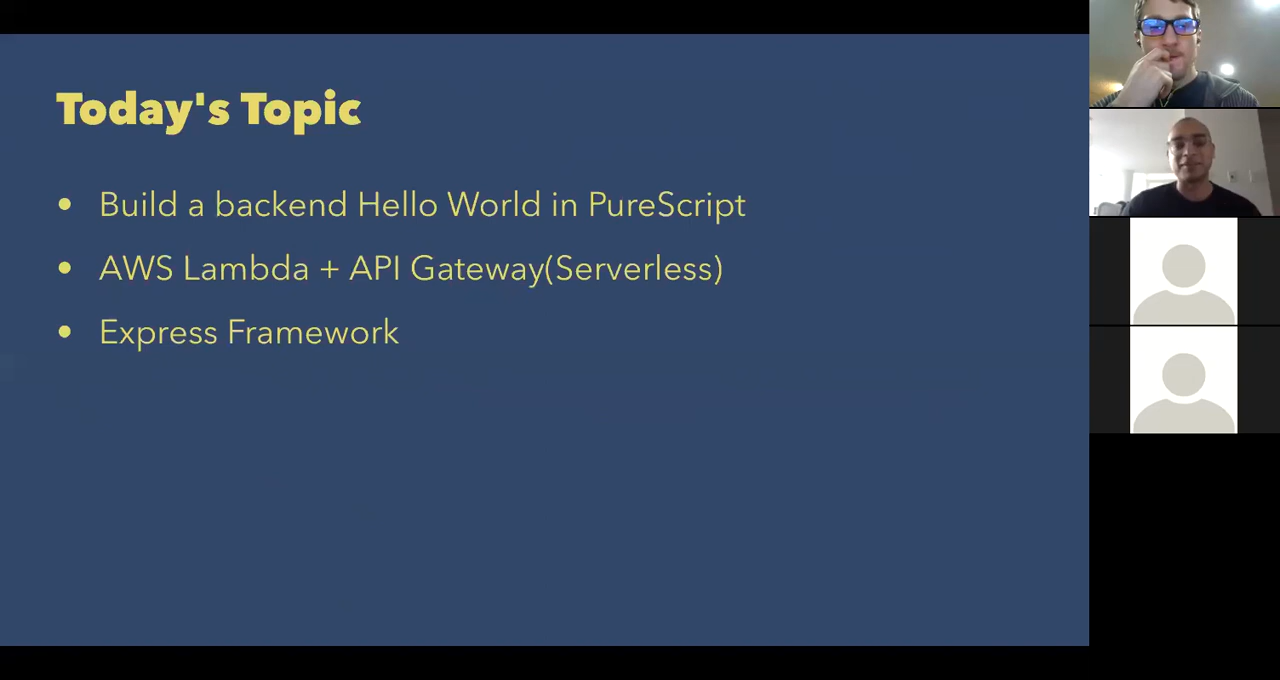 Today's Topic
• Build a backend Hello World in PureScript
• AWS Lambda + API Gateway(Serverless)
• Express Framework